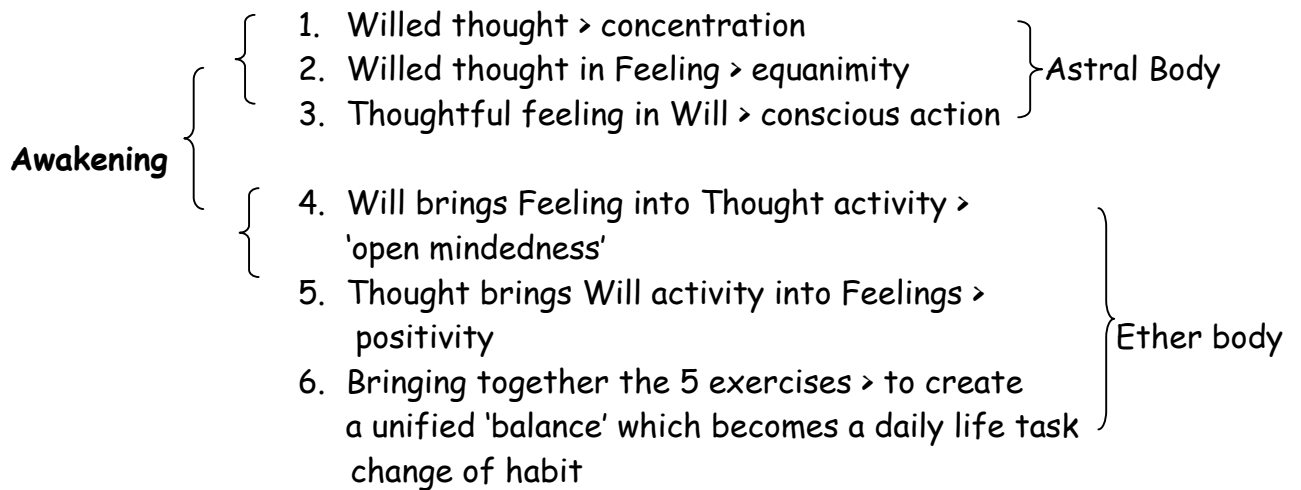 1. Willed thought > concentration
2. Willed thought in Feeling > equanimity
3. Thoughtful feeling in Will > conscious action
Astral Body
Awakening
4. Will brings Feeling into Thought activity >
‘open mindedness’
5. Thought brings Will activity into Feelings >
positivity
6. Bringing together the 5 exercises > to create
a unified ‘balance’ which becomes a daily life task
change of habit
Ether body